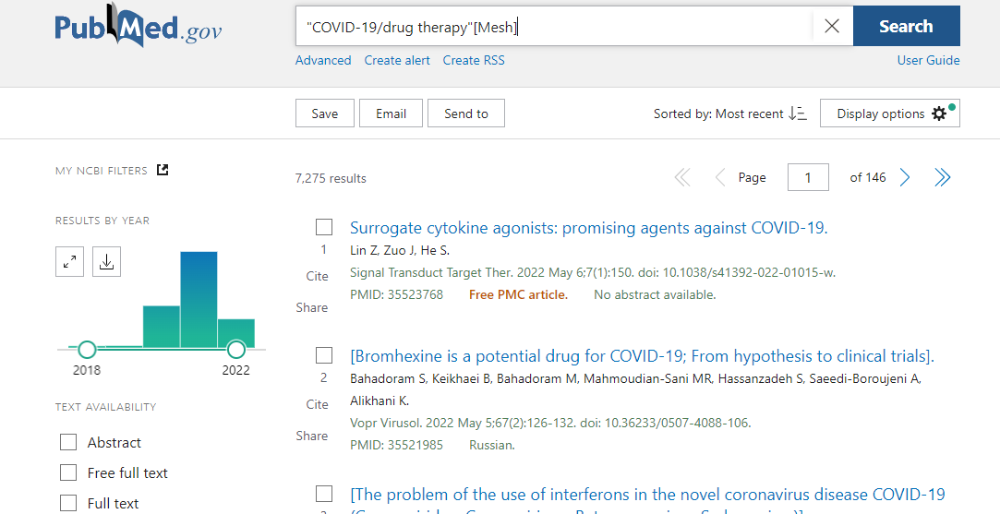 PubMed.gov
"COVID-19/drug therapy"[Mesh]
Search
Advanced Create alert Create RSS User Guide
Save Email Send to Sorted by: Most recent Display options
MY NCBI FILTERS
7,275 results Page 1 of 146
RESULTS BY YEAR
2018 2022
TEXT AVAILABILITY
Abstract
Free full text
Full text
Surrogate cytokine agonists: promising agents against COVID-19.
1 Lin Z, Zuo J, He S.
Cite Signal Transduct Target Ther. 2022 May 6;7(1):150. doi: 10.1038/s41392-022-01015-w.
PMID: 35523768 Free PMC article. No abstract available.
Share
[Bromhexine is a potential drug for COVID-19; From hypothesis to clinical trials].
2 Bahadoram S, Keikhaei B, Bahadoram M, Mahmoudian-Sani MR, Hassanzadeh S, Saeedi-Boroujeni A,
Cite Alikhani K.
Vopr Virusol. 2022 May 5;67(2):126-132. doi: 10.36233/0507-4088-106.
Share PMID: 35521985 Russian.
[The problem of the use of interferons in the novel coronavirus disease COVID-19